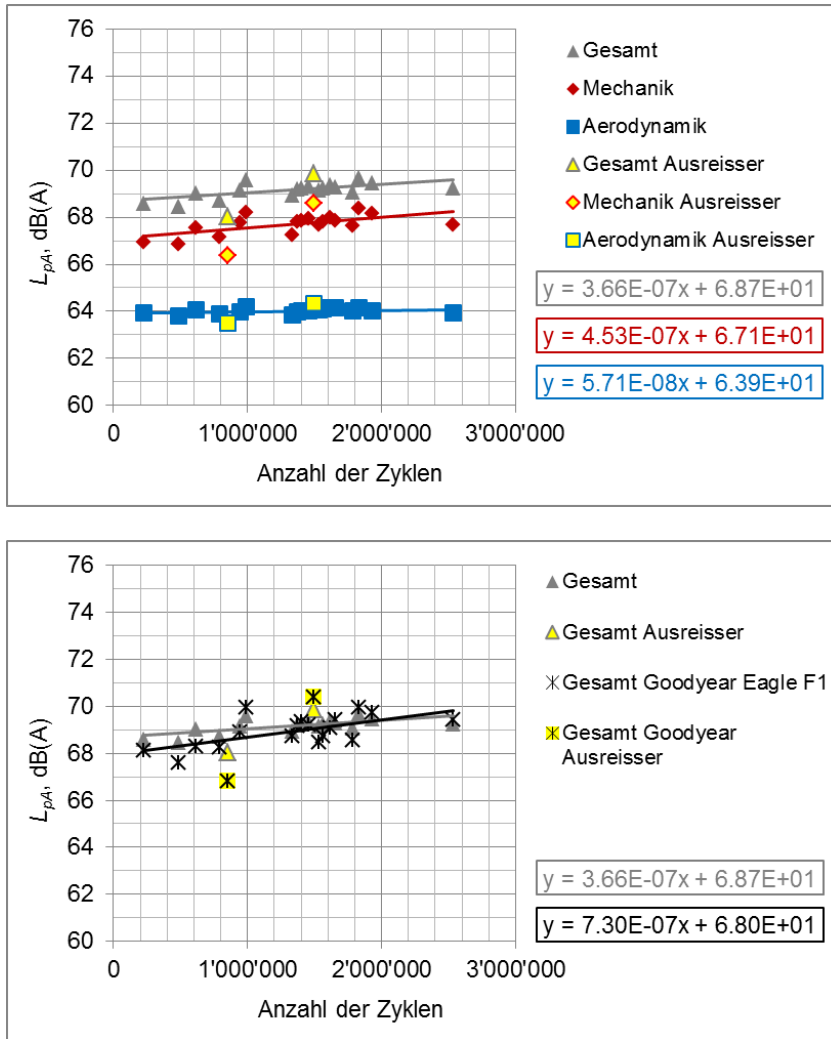 76
74
72
70
68
66
64
62
60
L_pA, dB(A)
0
1'000'000
2'000'000
3'000'000
Anzahl der Zyklen
Gesamt
Mechanik
Aerodynamik
Gesamt Ausreisser
Mechanik Ausreisser
Aerodynamik Ausreisser
y = 3.66E-07x + 6.87E+01
y = 4.53E-07x + 6.71E+01
y = 5.71E-08x + 6.39E+01
76
74
72
70
68
66
64
62
60
L_pA, dB(A)
0
1'000'000
2'000'000
3'000'000
Anzahl der Zyklen
Gesamt
Gesamt Ausreisser
Gesamt Goodyear Eagle F1
Gesamt Goodyear
Ausreisser
y = 3.66E-07x + 6.87E+01
y = 7.30E-07x + 6.80E+01